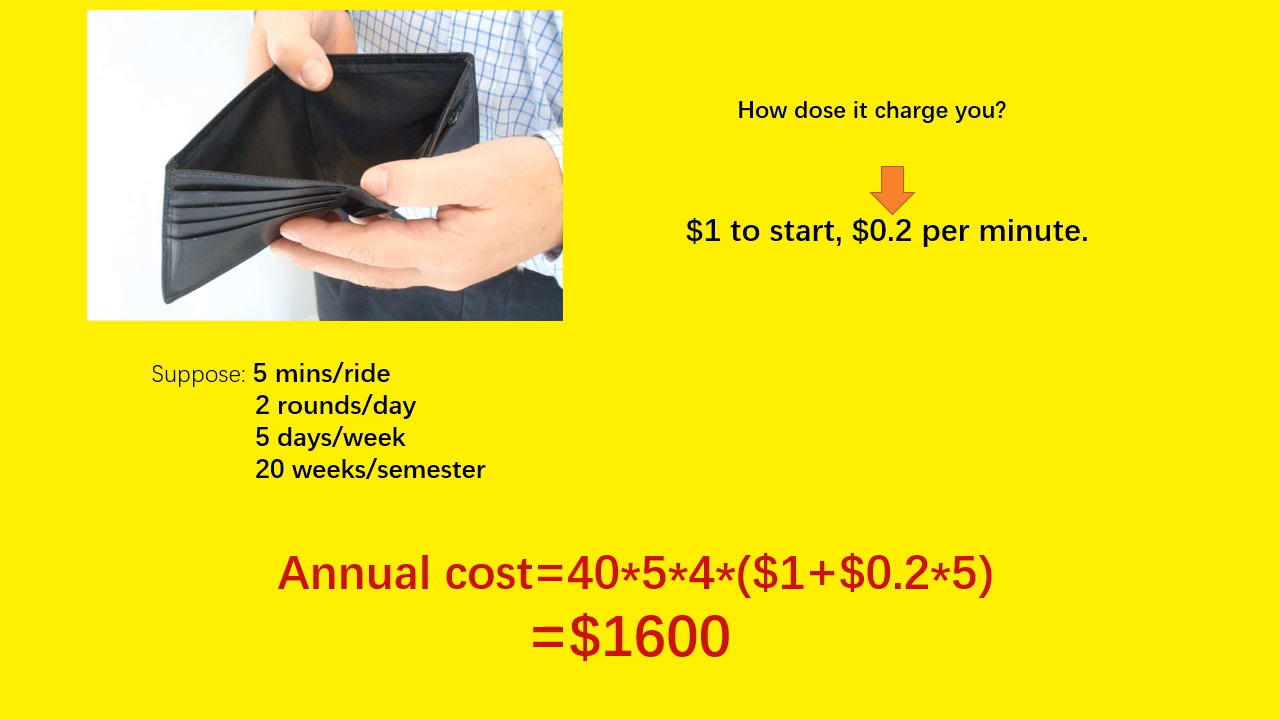 How dose it charge you?
$1 to start, $0.2 per minute.
Suppose: 5 mins/ride
2 rounds/day
5 days/week
20 weeks/semester
Annual cost=40*5*4*($1+$0.2*5)
=$1600